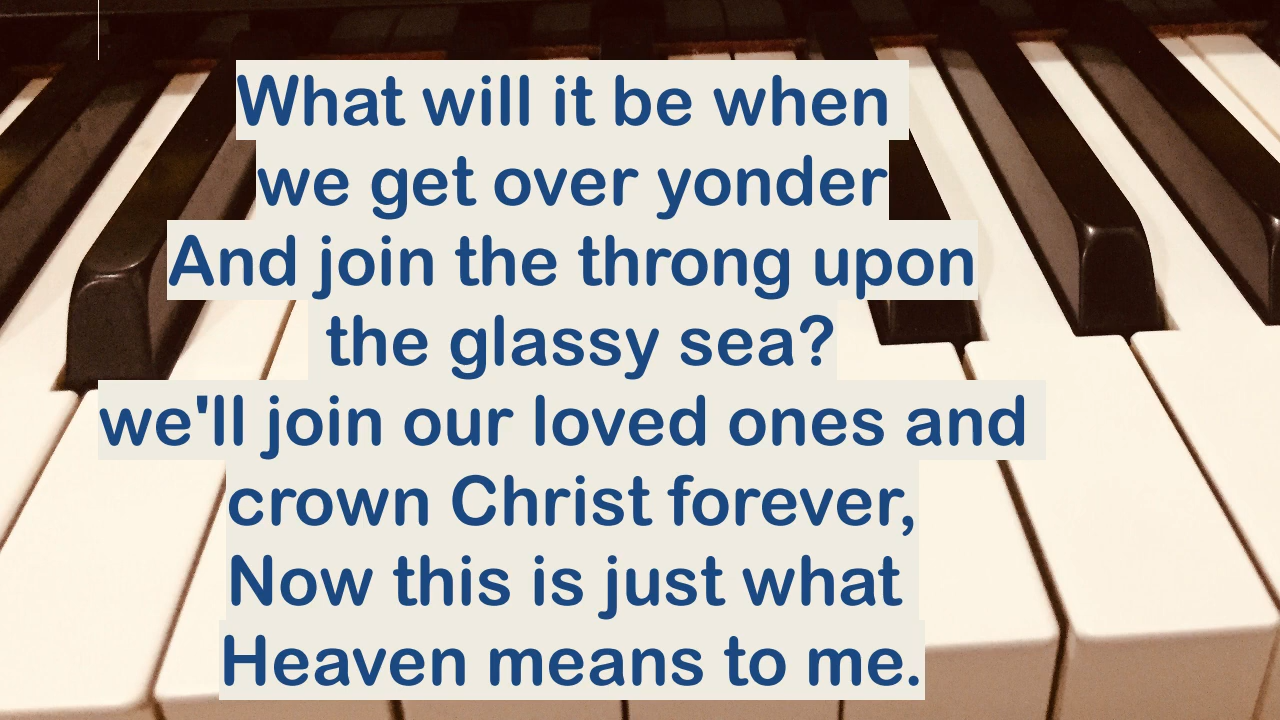 What will it be when
we get over yonder
And join the throng upon
the glassy sea?
we'll join our loved ones and
crown Christ forever,
Now this is just what
Heaven means to me.